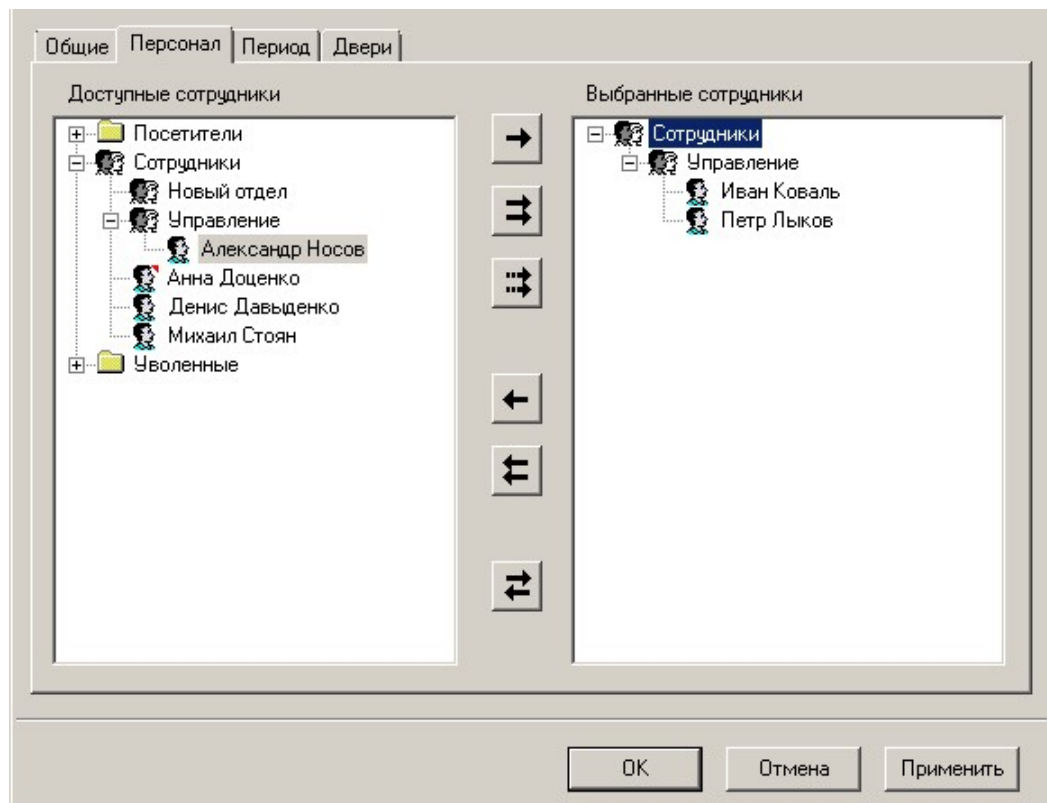 Общие Персонал Период Двери
Доступные сотрудники
Посетители
Сотрудники
Новый отдел
Управление
Александр Носов
Анна Доценко
Денис Давыденко
Михаил Стоян
Уволенные
Выбранные сотрудники
Сотрудники
Управление
Иван Коваль
Петр Лыков
OK Отмена Применить